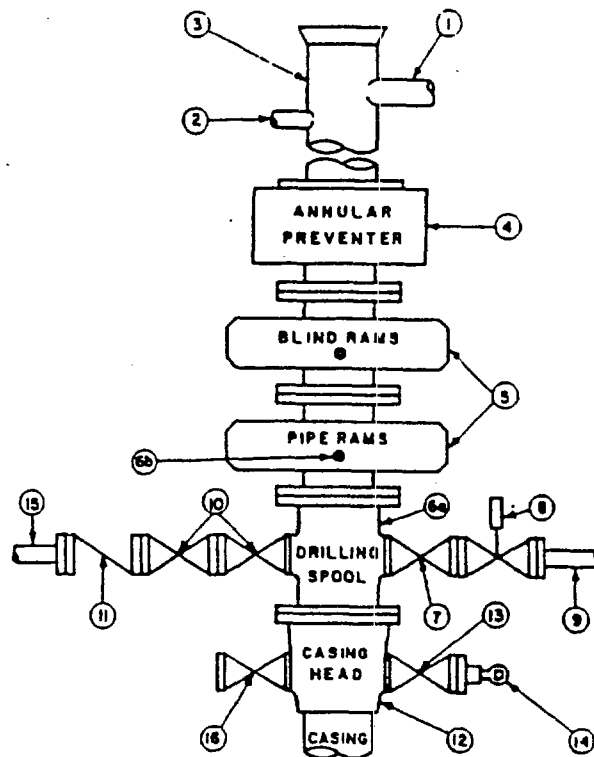 3
1
2
ANNULAR
PREVENTER
4
BLIND RAMS
5
PIPE RAMS
6b
15
10
6a
8
DRILLING
SPOOL
11
7
13
9
CASING
HEAD
16
12
14
CASING